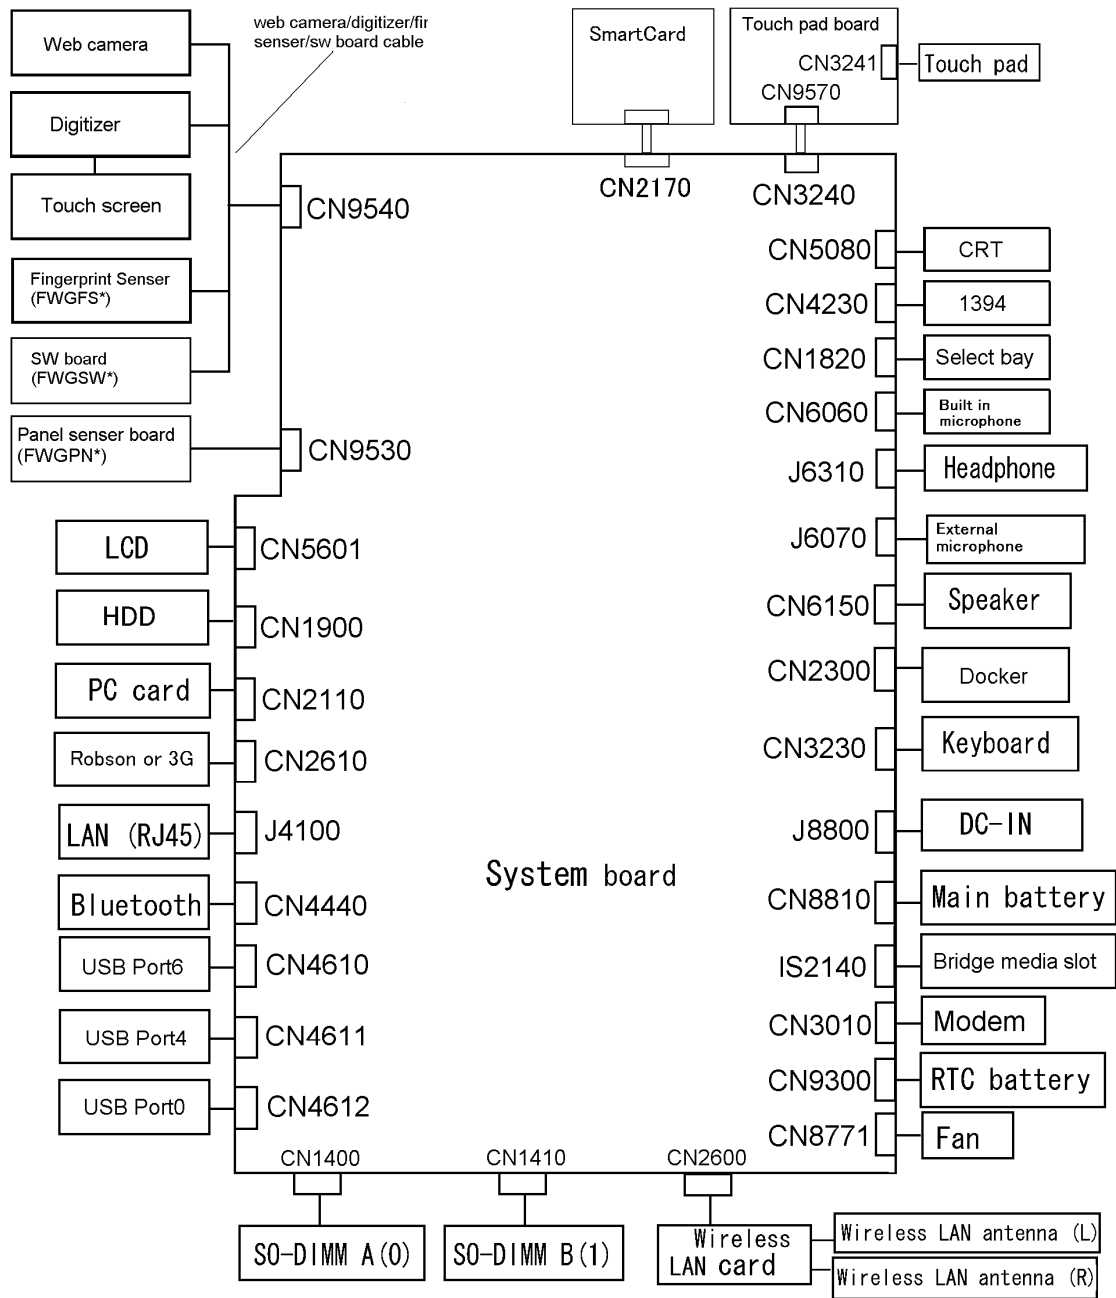 Web camera
web camera/digitizer/fir
senser/sw board cable
SmartCard
Touch pad board
CN3241
Touch pad
CN9570
Digitizer
CN2170
CN3240
Touch screen
CN9540
CN5080
CRT
Fingerprint Senser
(FWGFS*)
CN4230
1394
SW board
(FWGSW*)
CN1820
Select bay
CN6060
Built in
microphone
Panel senser board
(FWGPN*)
CN9530
J6310
Headphone
LCD
CN5601
J6070
External
microphone
HDD
CN1900
CN6150
Speaker
PC card
CN2110
CN2300
Docker
Robson or 3G
CN2610
CN3230
Keyboard
LAN (RJ45)
J4100
J8800
DC-IN
System board
Bluetooth
CN4440
CN8810
Main battery
USB Port6
CN4610
IS2140
Bridge media slot
USB Port4
CN4611
CN3010
Modem
USB Port0
CN4612
CN9300
RTC battery
CN8771
Fan
CN1400
CN1410
CN2600
SO-DIMM A(0)
SO-DIMM B(1)
Wireless
LAN card
Wireless LAN antenna (L)
Wireless LAN antenna (R)